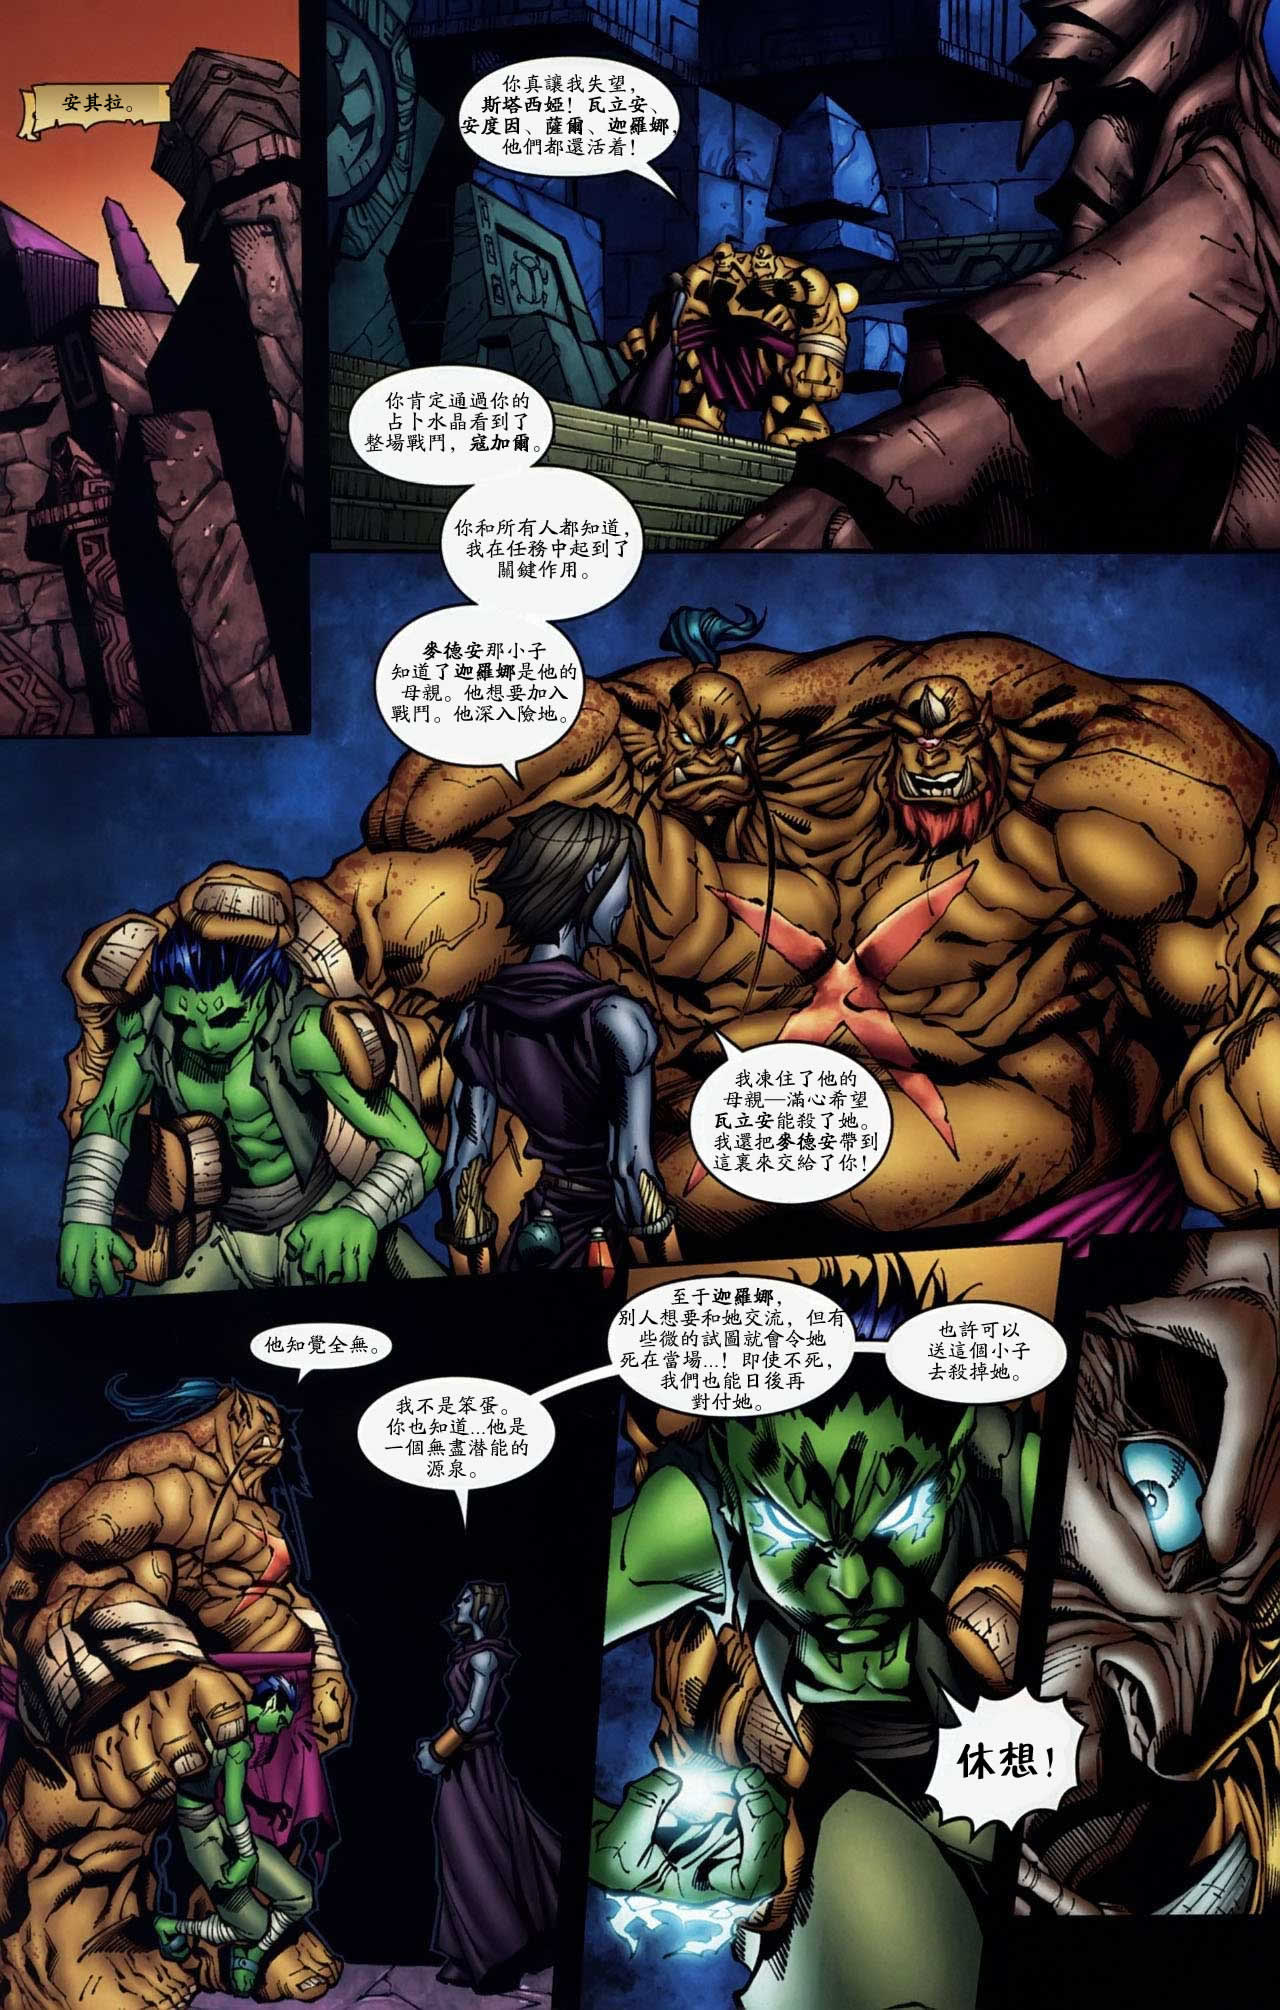 安其拉。
你真讓我失望，
斯塔西婭！瓦立安、
安度因、薩爾、迦羅娜，
他們都還活着！
你肯定通過你的
占卜水晶看到了
整場戰鬥，寇加爾。
你和所有人都知道，
我在任務中起到了
關鍵作用。
麥德安那小子
知道了迦羅娜是他的
母親。他想要加入
戰鬥。他深入險地。
我凍住了他的
母親—滿心希望
瓦立安能殺了她。
我還把麥德安帶到
這裏來交給了你！
他知覺全無。
我不是笨蛋。
你也知道...他是
一個無盡潛能的
源泉。
至于迦羅娜，
別人想要和她交流，但有
些微的試圖就會令她
死在當場...！即使不死，
我們也能日後再
對付她。
也許可以
送這個小子
去殺掉她。
休想！